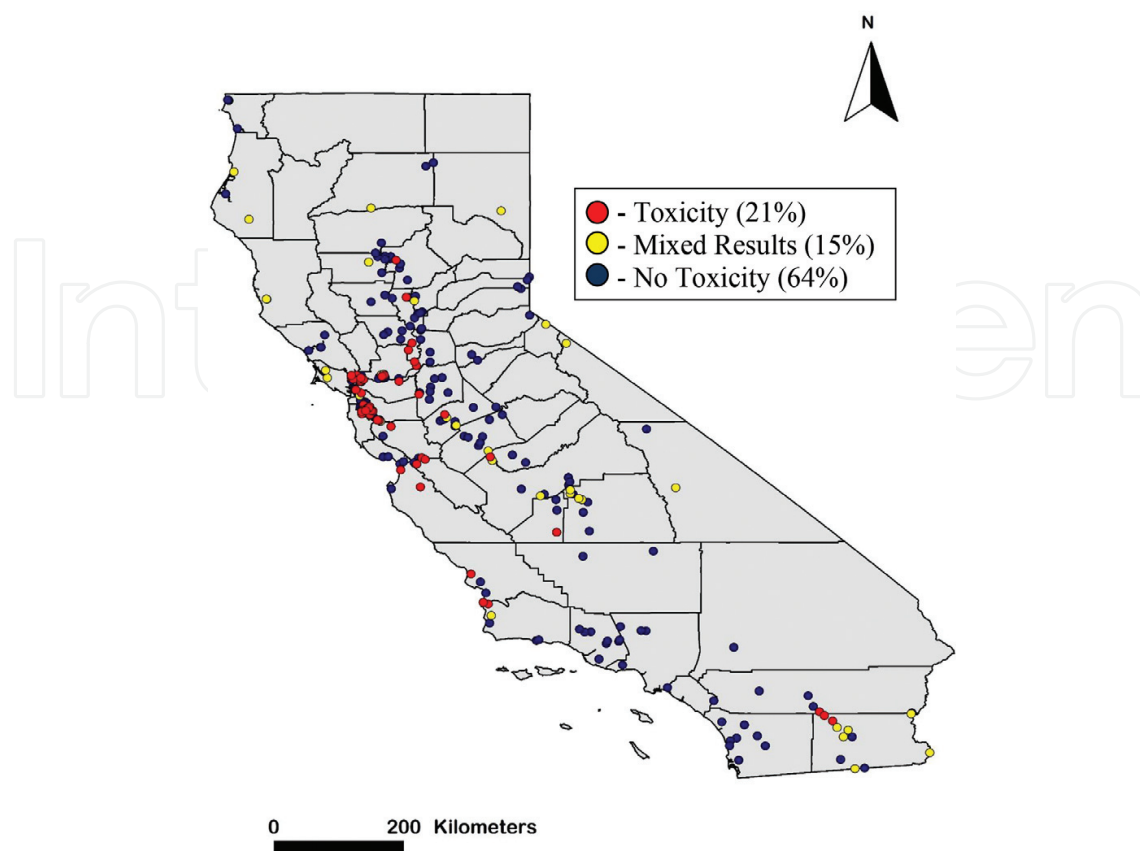 N
- Toxicity (21%)
- Mixed Results (15%)
- No Toxicity (64%)
0 200 Kilometers